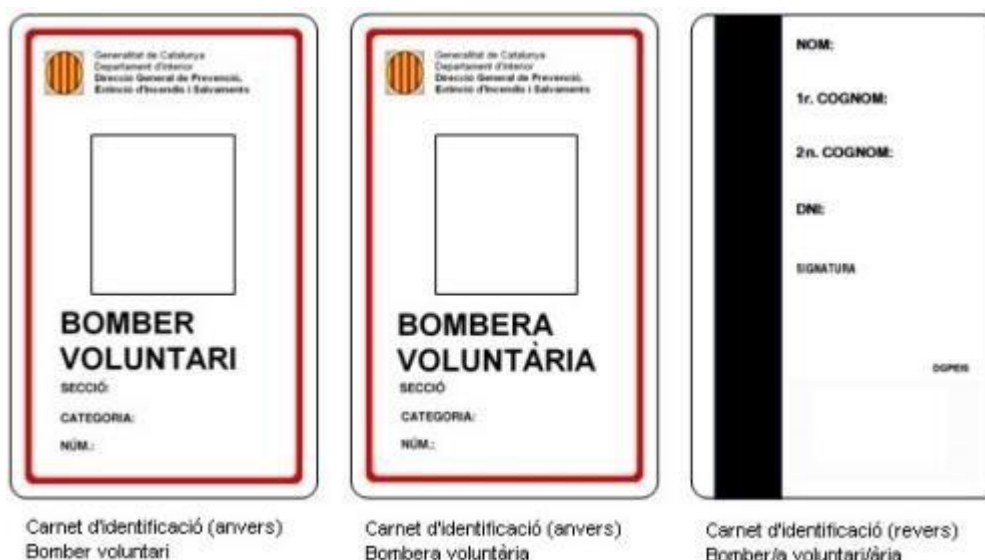 Generalitat de Catalunya
Departament d'Interior
Direcció General de Prevenció,
Extinció d'Incendis i Salvaments
BOMBER
VOLUNTARI
SECCIÓ:
CATEGORIA:
NÚM.:
Carnet d'identificació (anvers)
Bomber voluntari
Generalitat de Catalunya
Departament d'Interior
Direcció General de Prevenció,
Extinció d'Incendis i Salvaments
BOMBERA
VOLUNTÀRIA
SECCIÓ
CATEGORIA:
NÚM.:
Carnet d'identificació (anvers)
Bombera voluntària
NOM:
1r. COGNOM:
2n. COGNOM:
DNI:
SIGNATURA
DGPEIS
Carnet d'identificació (revers)
Bomber/a voluntari/ària